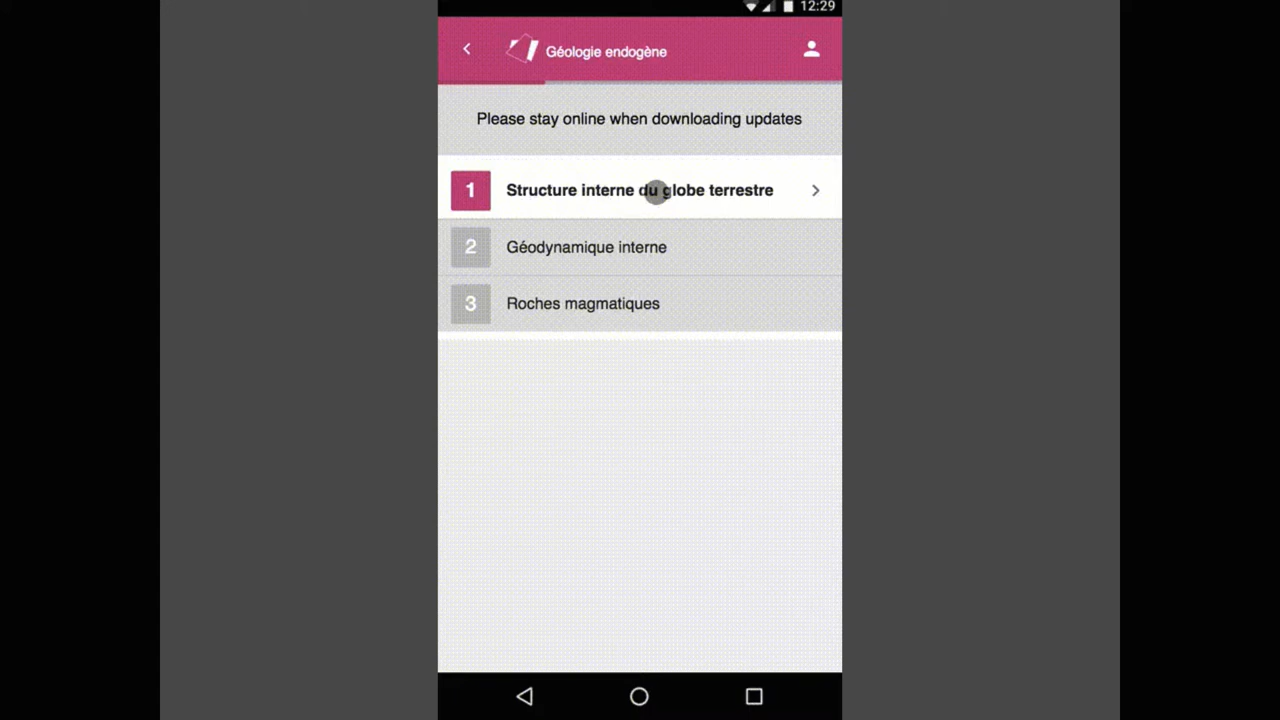 12:29
Géologie endogène
Please stay online when downloading updates
1 Structure interne du globe terrestre
2 Géodynamique interne
3 Roches magmatiques